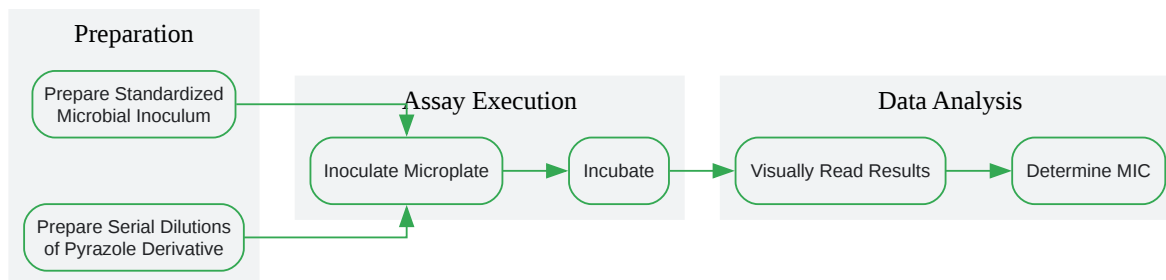 Preparation
Prepare Standardized
Microbial Inoculum
Prepare Serial Dilutions
of Pyrazole Derivative
Assay Execution
Inoculate Microplate
Incubate
Data Analysis
Visually Read Results
Determine MIC